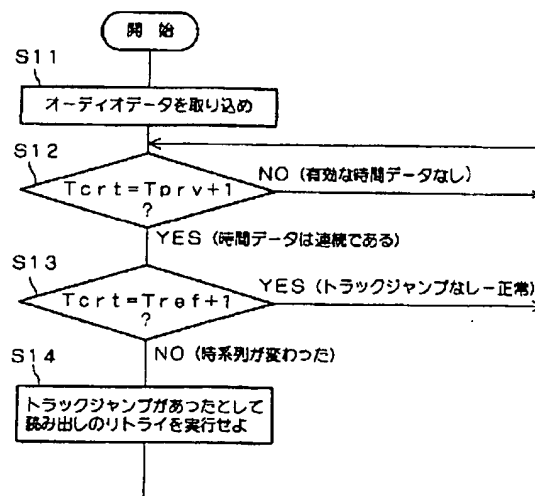 開 始
S11
オーディオデータを取り込め
S12
Tcrt=Tprv+1
?
NO (有効な時間データなし)
YES (時間データは連続である)
S13
Tcrt=Tref+1
?
YES (トラックジャンプなしー正常)
NO (時系列が変わった)
S14
トラックジャンプがあったとして
読み出しのリトライを実行せよ